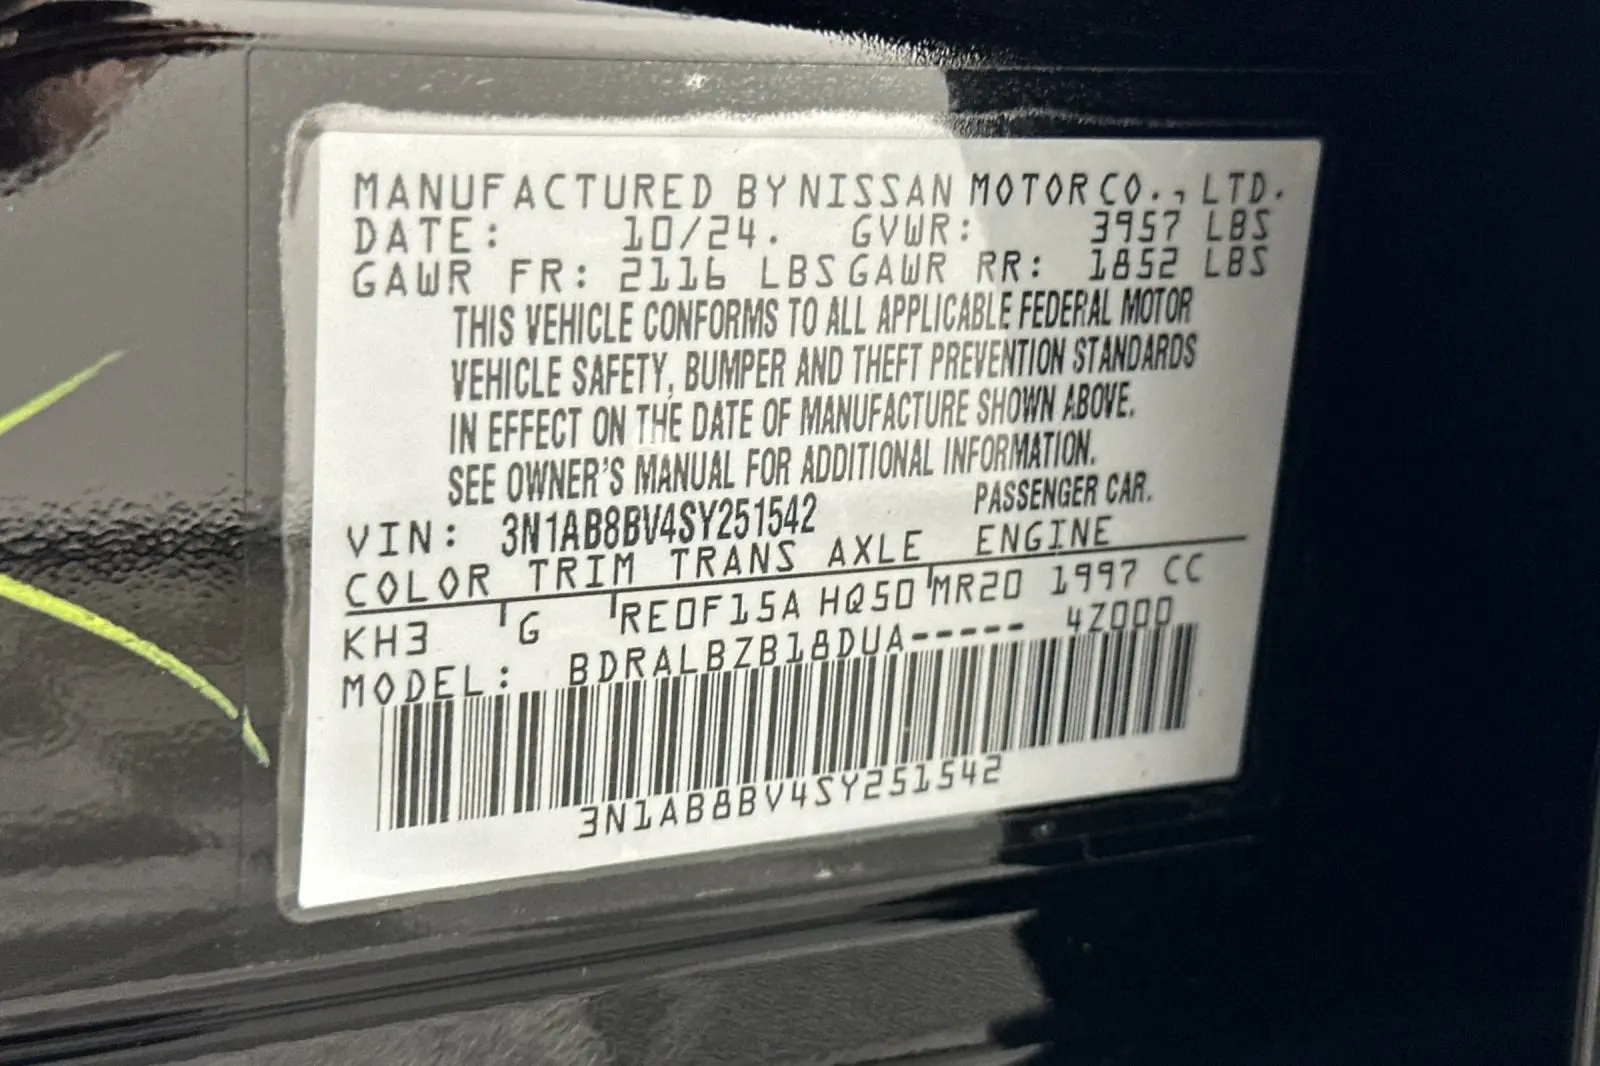 MANUFACTURED BY NISSAN MOTOR CO., LTD.
DATE: 10/24. GVWR: 3957 LBS
GAWR FR: 2116 LBS GAWR RR: 1852 LBS
THIS VEHICLE CONFORMS TO ALL APPLICABLE FEDERAL MOTOR
VEHICLE SAFETY, BUMPER AND THEFT PREVENTION STANDARDS
IN EFFECT ON THE DATE OF MANUFACTURE SHOWN ABOVE.
SEE OWNER'S MANUAL FOR ADDITIONAL INFORMATION.
VIN: 3N1AB8BV4SY251542 PASSENGER CAR.
COLOR TRIM TRANS AXLE ENGINE
KH3 G RE0F15A HQ50 MR20 1997 CC
MODEL: BDRALBZB18DUA----- 4Z000
3N1AB8BV4SY251542